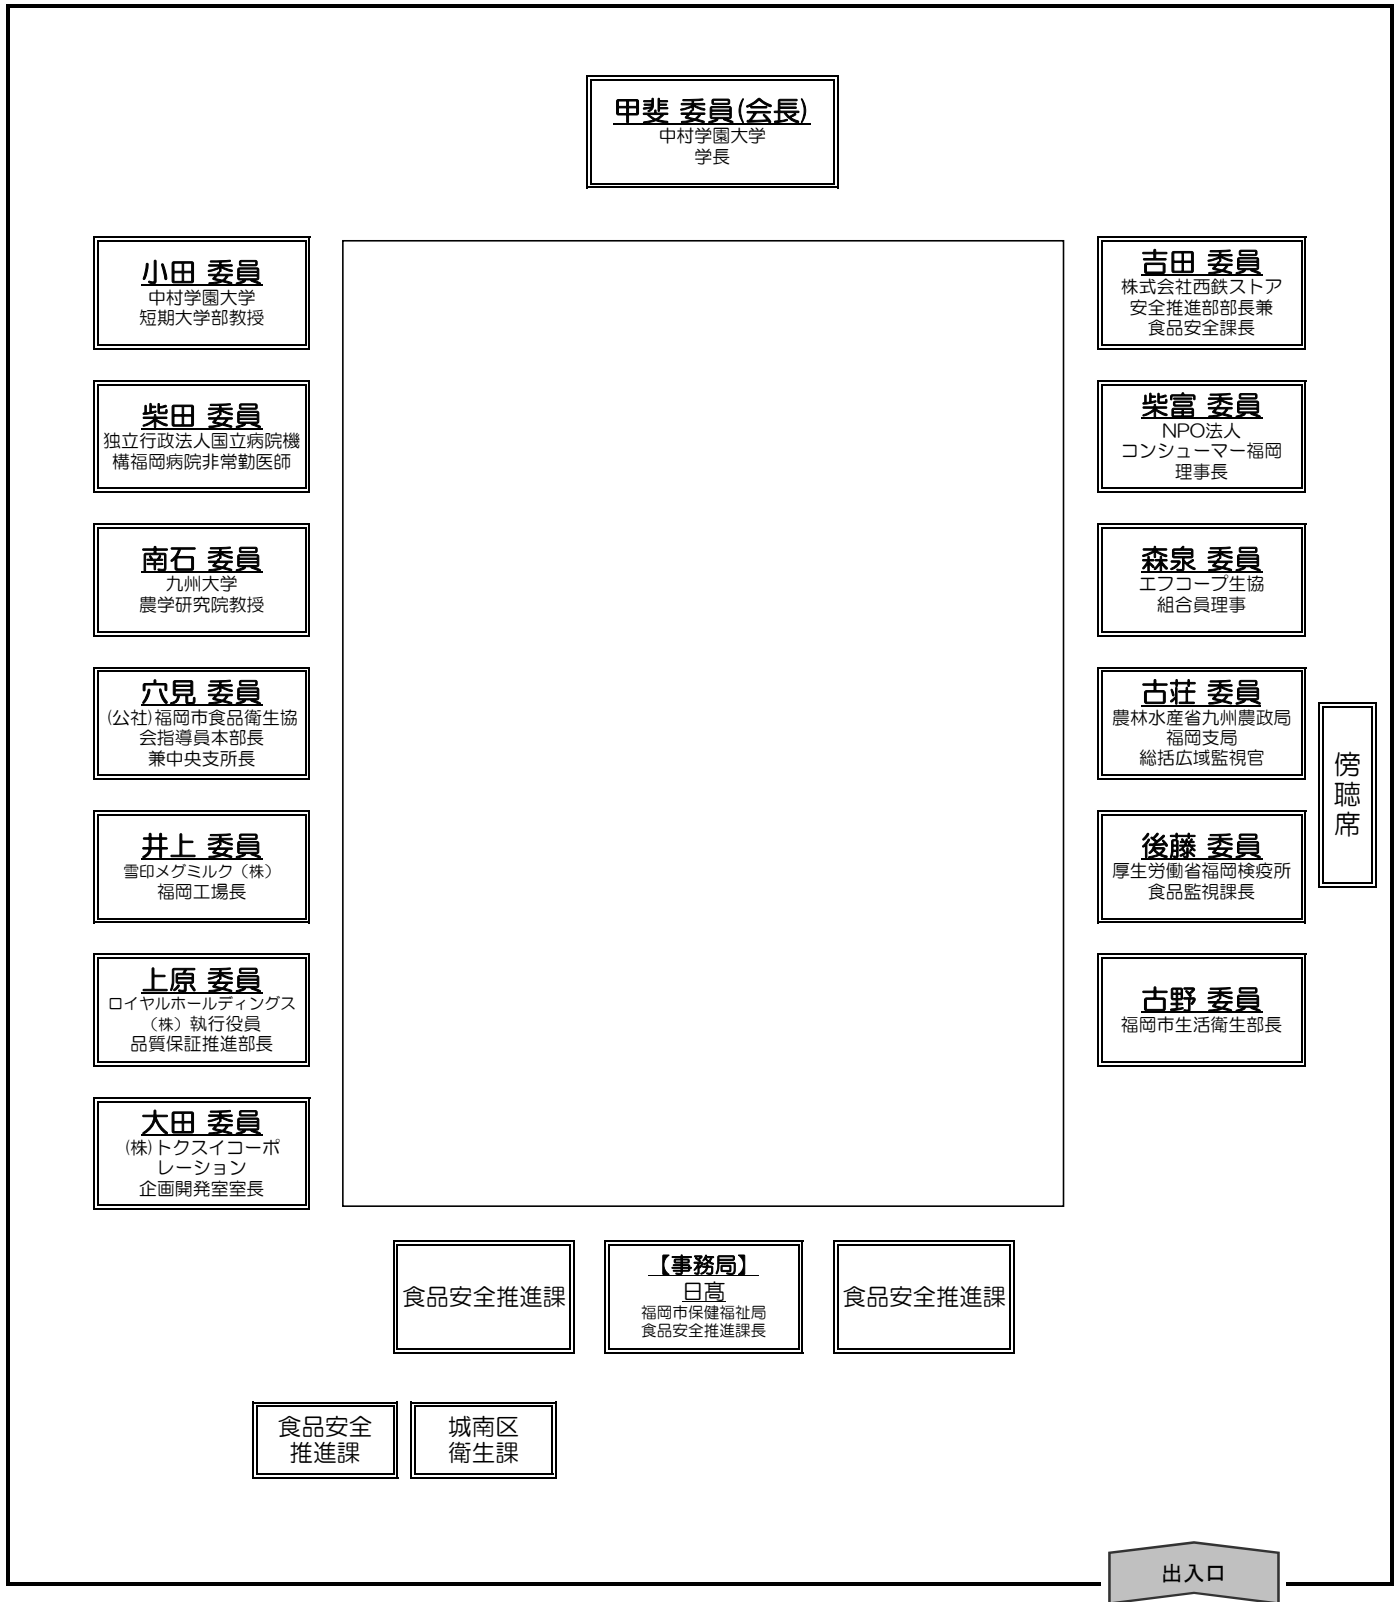 甲斐 委員(会長)
中村学園大学
学長
小田 委員
中村学園大学
短期大学部教授
柴田 委員
独立行政法人国立病院機
構福岡病院非常勤医師
南石 委員
九州大学
農学研究院教授
穴見 委員
(公社)福岡市食品衛生協
会指導員本部長
兼中央支所長
井上 委員
雪印メグミルク（株）
福岡工場長
上原 委員
ロイヤルホールディングス
（株）執行役員
品質保証推進部長
大田 委員
(株)トクスイコーポ
レーション
企画開発室室長
吉田 委員
株式会社西鉄ストア
安全推進部部長兼
食品安全課長
柴富 委員
NPO法人
コンシューマー福岡
理事長
森泉 委員
エフコープ生協
組合員理事
古荘 委員
農林水産省九州農政局
福岡支局
総括広域監視官
後藤 委員
厚生労働省福岡検疫所
食品監視課長
古野 委員
福岡市生活衛生部長
傍聴席
食品安全推進課
【事務局】
日髙
福岡市保健福祉局
食品安全推進課長
食品安全推進課
食品安全
推進課
城南区
衛生課
出入口